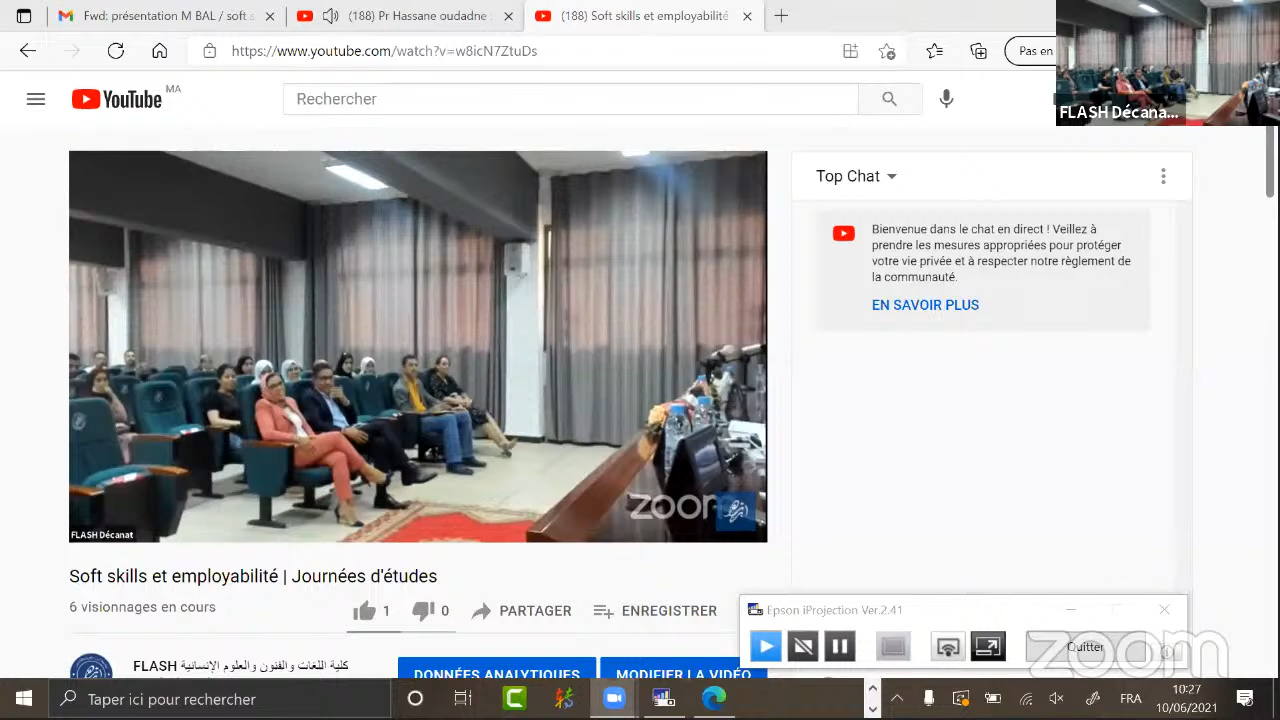 Fwd: présentation M BAL / soft s
(188) Pr Hassane oudadne
(188) Soft skills et employabilité
https://www.youtube.com/watch?v=w8icN7ZtuDs
Pas en
FLASH Décana...
YouTube MA
Rechercher
Top Chat
Bienvenue dans le chat en direct ! Veillez à
prendre les mesures appropriées pour protéger
votre vie privée et à respecter notre règlement de
la communauté.
EN SAVOIR PLUS
zoom
FLASH Décanat
Soft skills et employabilité | Journées d'études
6 visionnages en cours
1
0
PARTAGER
ENREGISTRER
Epson iProjection Ver.2.41
Quitter
zoom
FLASH كلية اللغات والفنون والعلوم الإنسانية
DONNÉES ANALYTIQUES
MODIFIER LA VIDÉO
Taper ici pour rechercher
FRA
10:27
10/06/2021